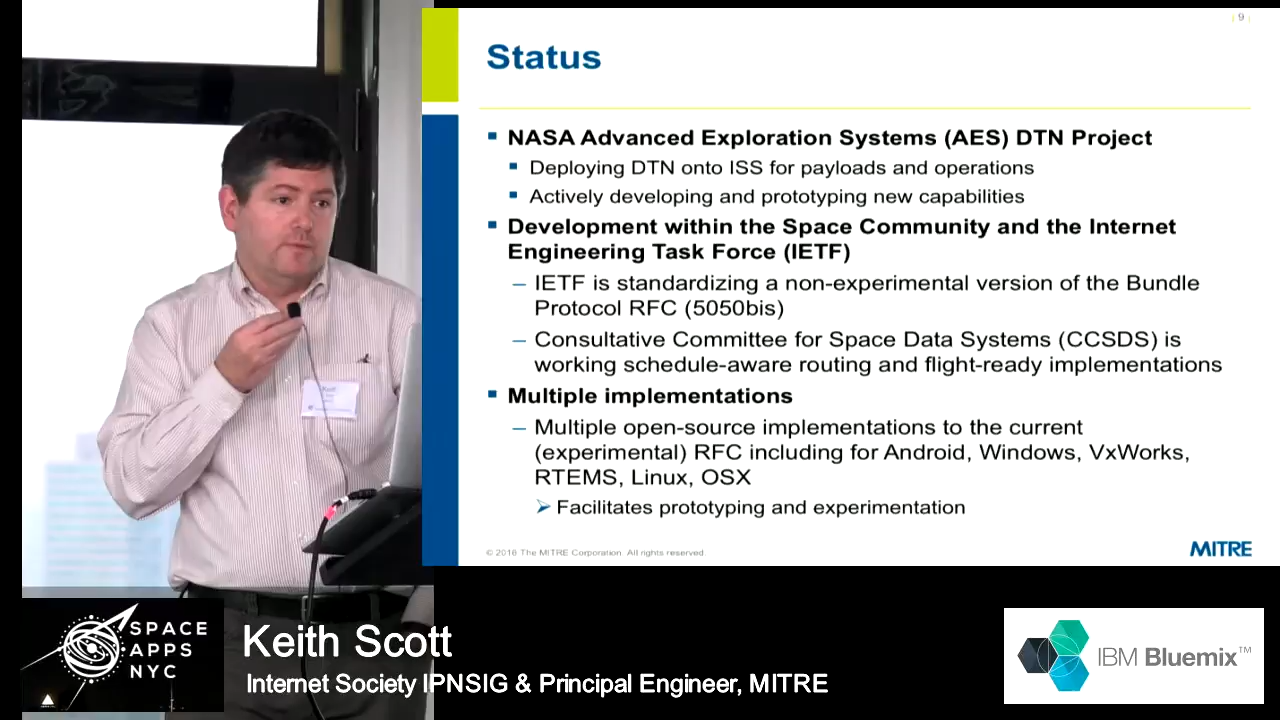 9
Status
NASA Advanced Exploration Systems (AES) DTN Project
Deploying DTN onto ISS for payloads and operations
Actively developing and prototyping new capabilities
Development within the Space Community and the Internet
Engineering Task Force (IETF)
– IETF is standardizing a non-experimental version of the Bundle
Protocol RFC (5050bis)
– Consultative Committee for Space Data Systems (CCSDS) is
working schedule-aware routing and flight-ready implementations
Multiple implementations
– Multiple open-source implementations to the current
(experimental) RFC including for Android, Windows, VxWorks,
RTEMS, Linux, OSX
Facilitates prototyping and experimentation
© 2016 The MITRE Corporation. All rights reserved.
MITRE
SPACE
APPS
NYC
Keith Scott
Internet Society IPNSIG & Principal Engineer, MITRE
IBM Bluemix™